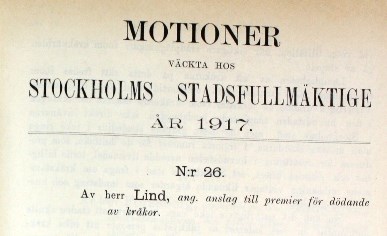 MOTIONER
VÄCKTA HOS
STOCKHOLMS STADSFULLMÄKTIGE
ÅR 1917.
N:r 26.
Av herr Lind, ang. anslag till premier för dödande
av kråkor.